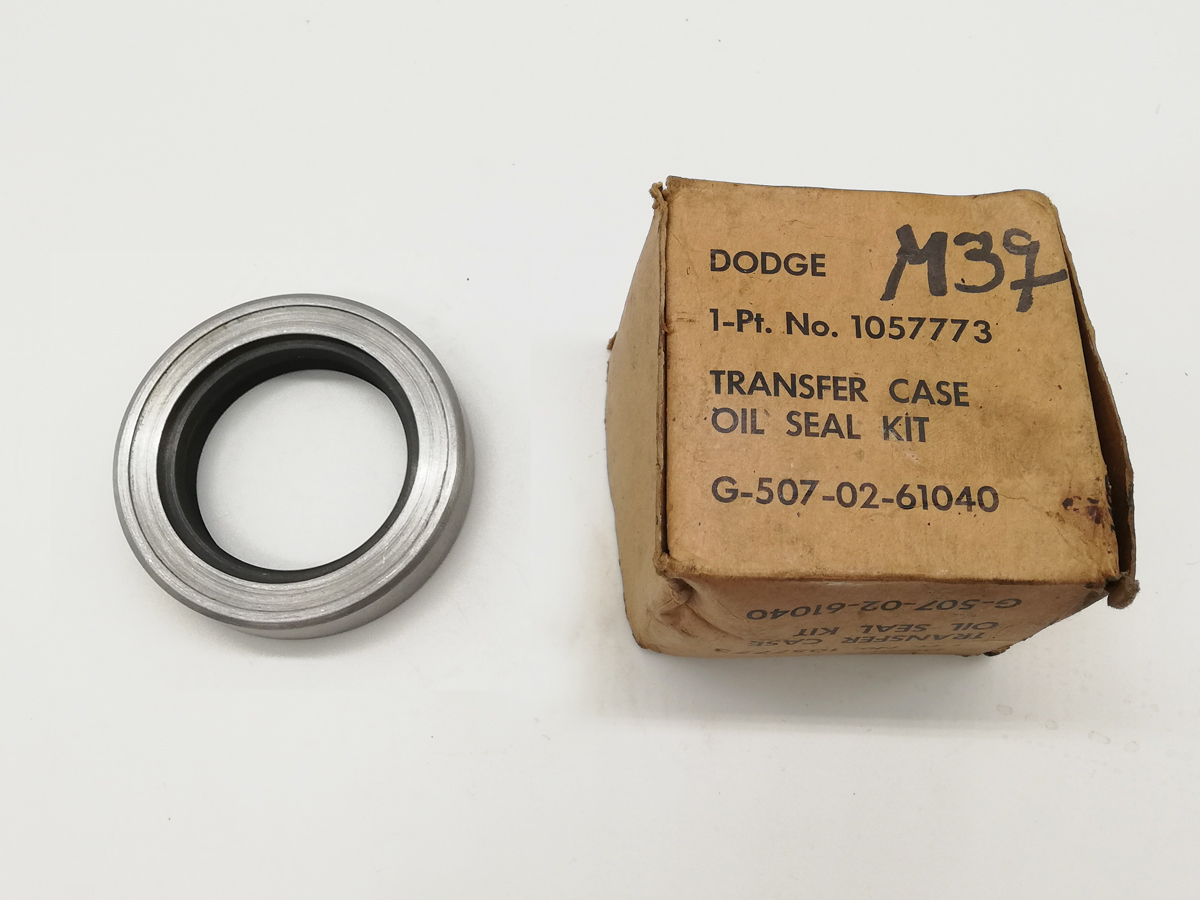 DODGE M37
1-Pt. No. 1057773
TRANSFER CASE
OIL SEAL KIT
G-507-02-61040
G-507-02-61040
OIL SEAL KIT
TRANSFER CASE
1057773